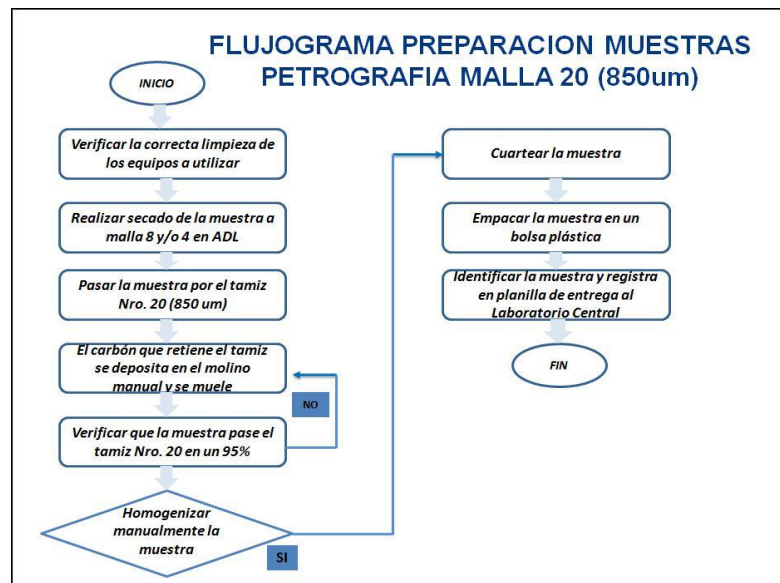 FLUJOGRAMA PREPARACION MUESTRAS
PETROGRAFIA MALLA 20 (850um)
INICIO
Verificar la correcta limpieza de
los equipos a utilizar
Realizar secado de la muestra a
malla 8 y/o 4 en ADL
Pasar la muestra por el tamiz
Nro. 20 (850 um)
El carbón que retiene el tamiz
se deposita en el molino
manual y se muele
NO
Verificar que la muestra pase el
tamiz Nro. 20 en un 95%
Homogenizar
manualmente la
muestra
SI
Cuartear la muestra
Empacar la muestra en un
bolsa plástica
Identificar la muestra y registra
en planilla de entrega al
Laboratorio Central
FIN